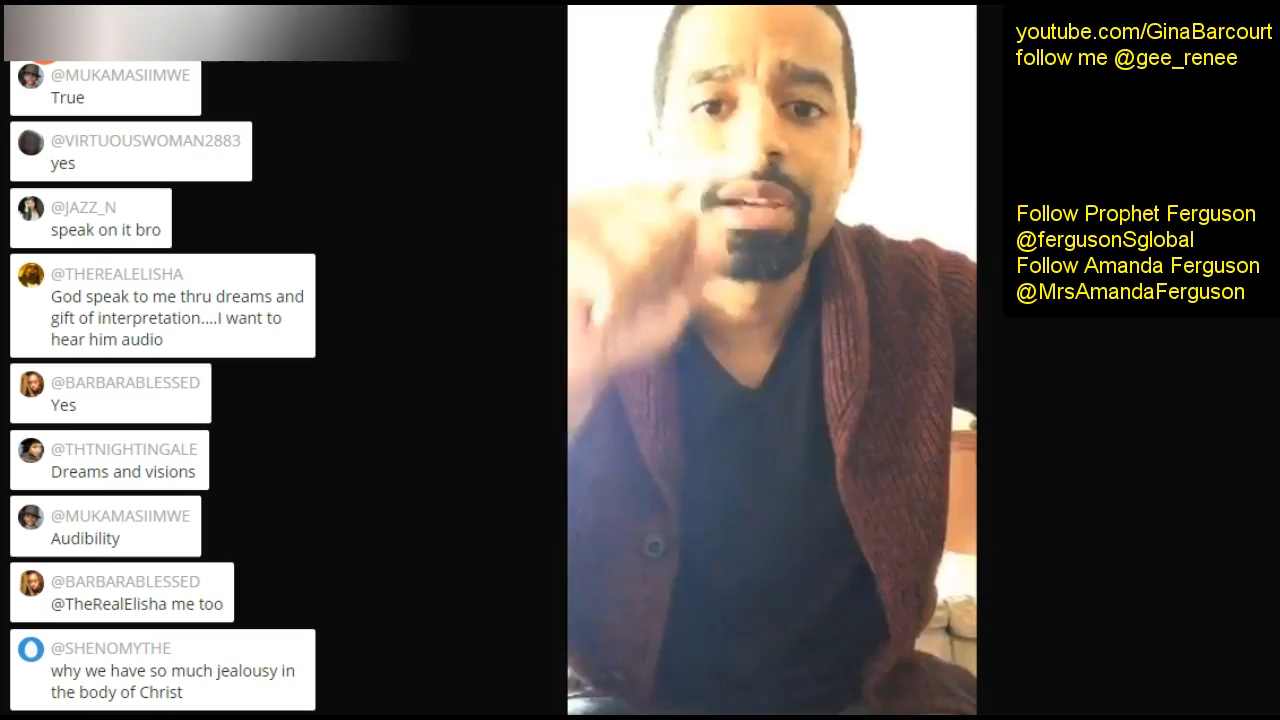 @MUKAMASIIMWE
True
@VIRTUOUSWOMAN2883
yes
@JAZZ_N
speak on it bro
@THEREALELISHA
God speak to me thru dreams and
gift of interpretation....I want to
hear him audio
@BARBARABLESSED
Yes
@THTNIGHTINGALE
Dreams and visions
@MUKAMASIIMWE
Audibility
@BARBARABLESSED
@TheRealElisha me too
@SHENOMYTHE
why we have so much jealousy in
the body of Christ
youtube.com/GinaBarcourt
follow me @gee_renee
Follow Prophet Ferguson
@fergusonSglobal
Follow Amanda Ferguson
@MrsAmandaFerguson